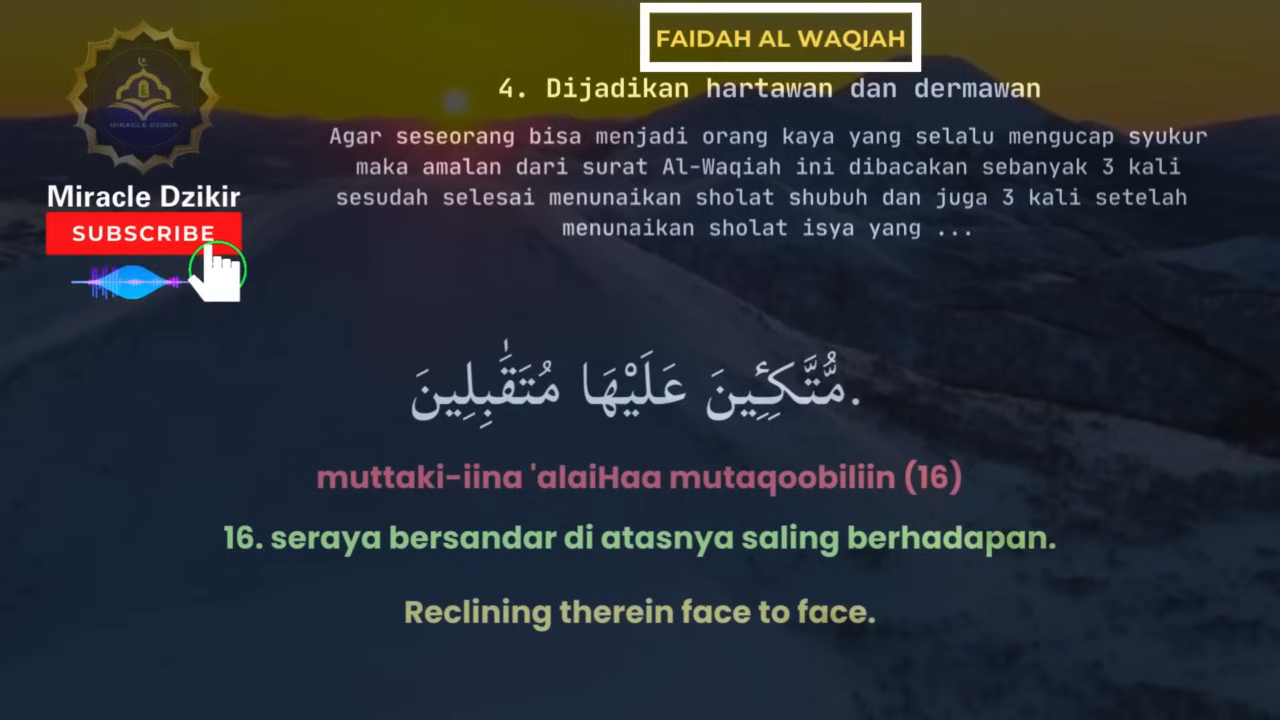 FAIDAH AL WAQIAH
4. Dijadikan hartawan dan dermawan
Agar seseorang bisa menjadi orang kaya yang selalu mengucap syukur
maka amalan dari surat Al-Waqiah ini dibacakan sebanyak 3 kali
sesudah selesai menunaikan sholat shubuh dan juga 3 kali setelah
menunaikan sholat isya yang ...
MIRACLE DZIKIR
Miracle Dzikir
SUBSCRIBE
مُّتَّكِـِٔينَ عَلَيْهَا مُتَقَٰبِلِينَ.
muttaki-iina 'alaiHaa mutaqoobiliin (16)
16. seraya bersandar di atasnya saling berhadapan.
Reclining therein face to face.